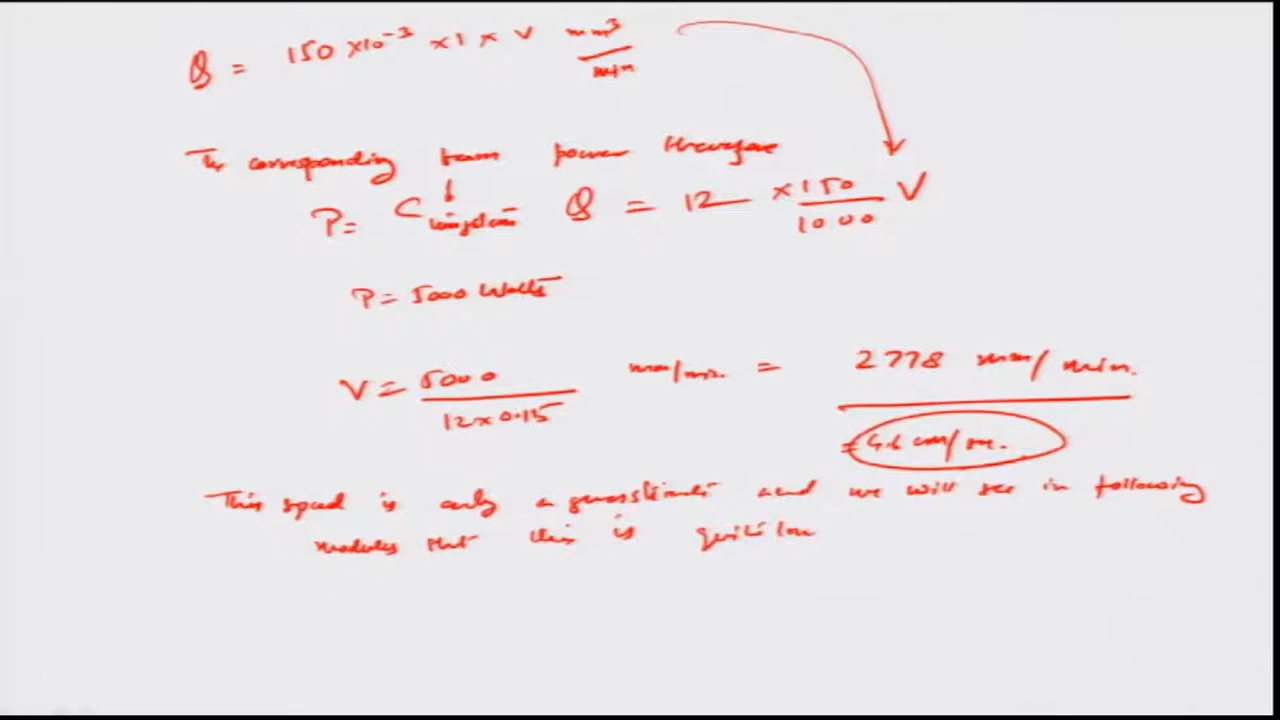 Q = 150 ×10⁻³ × 1 × V mm³/min
The corresponding beam power therefore
P = C tungsten Q = 12 × 150/1000 V
P = 5000 Watts
V = 5000/12×0.15 mm/min. = 2778 mm/min.
= 4.6 cm/sec.
This speed is only a guesstimate and we will see in following
modules that this is quite low